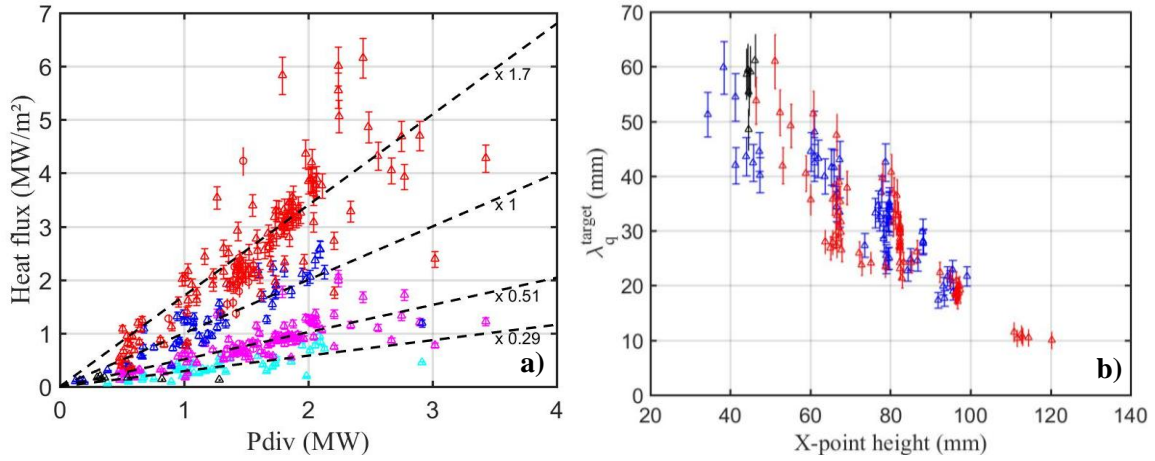 7
6
5
4
3
2
1
0
Heat flux (MW/m²)
x 1.7
x 1
x 0.51
x 0.29
a)
0 1 2 3 4
Pdiv (MW)
70
60
50
40
30
20
10
0
λ_q^target (mm)
b)
20 40 60 80 100 120 140
X-point height (mm)